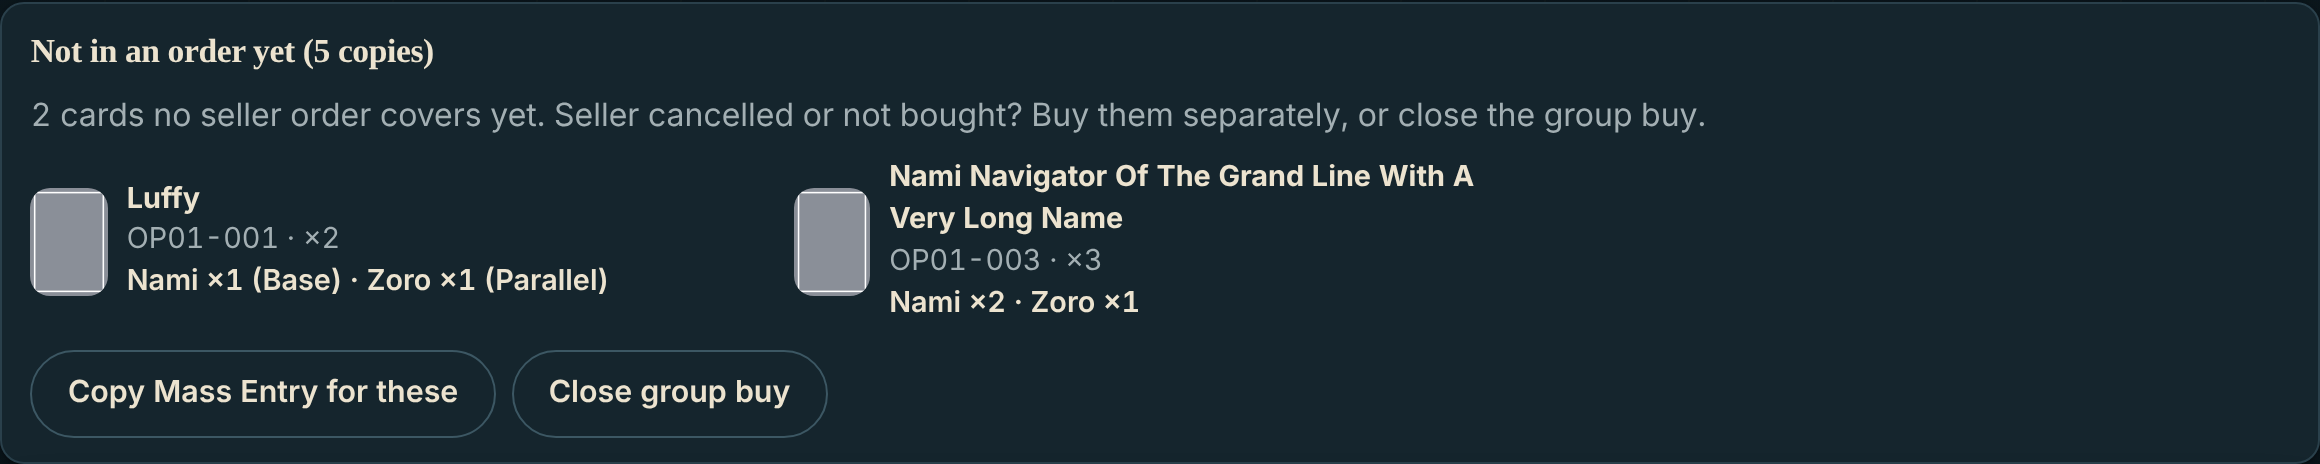 Not in an order yet (5 copies)
2 cards no seller order covers yet. Seller cancelled or not bought? Buy them separately, or close the group buy.
Luffy
OP01-001 · ×2
Nami ×1 (Base) · Zoro ×1 (Parallel)
Nami Navigator Of The Grand Line With A
Very Long Name
OP01-003 · ×3
Nami ×2 · Zoro ×1
Copy Mass Entry for these
Close group buy